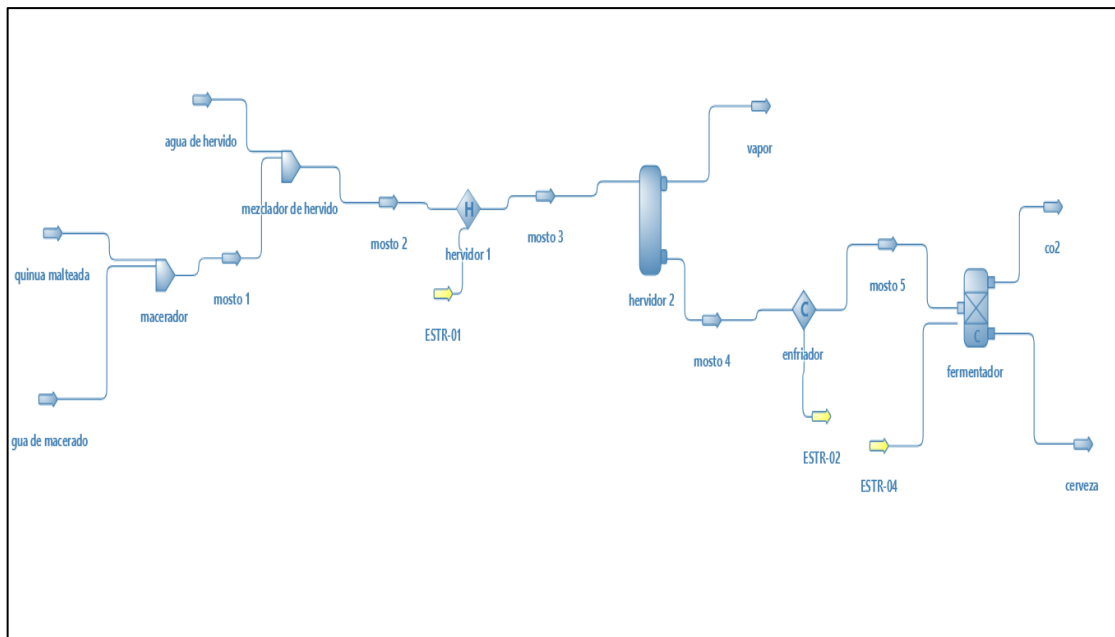 agua de hervido
vapor
mezclador de hervido
H
mosto 2
hervidor 1
mosto 3
co2
quinua malteada
mosto 1
macerador
ESTR-01
hervidor 2
mosto 5
mosto 4
C
enfriador
C
fermentador
gua de macerado
ESTR-02
ESTR-04
cerveza